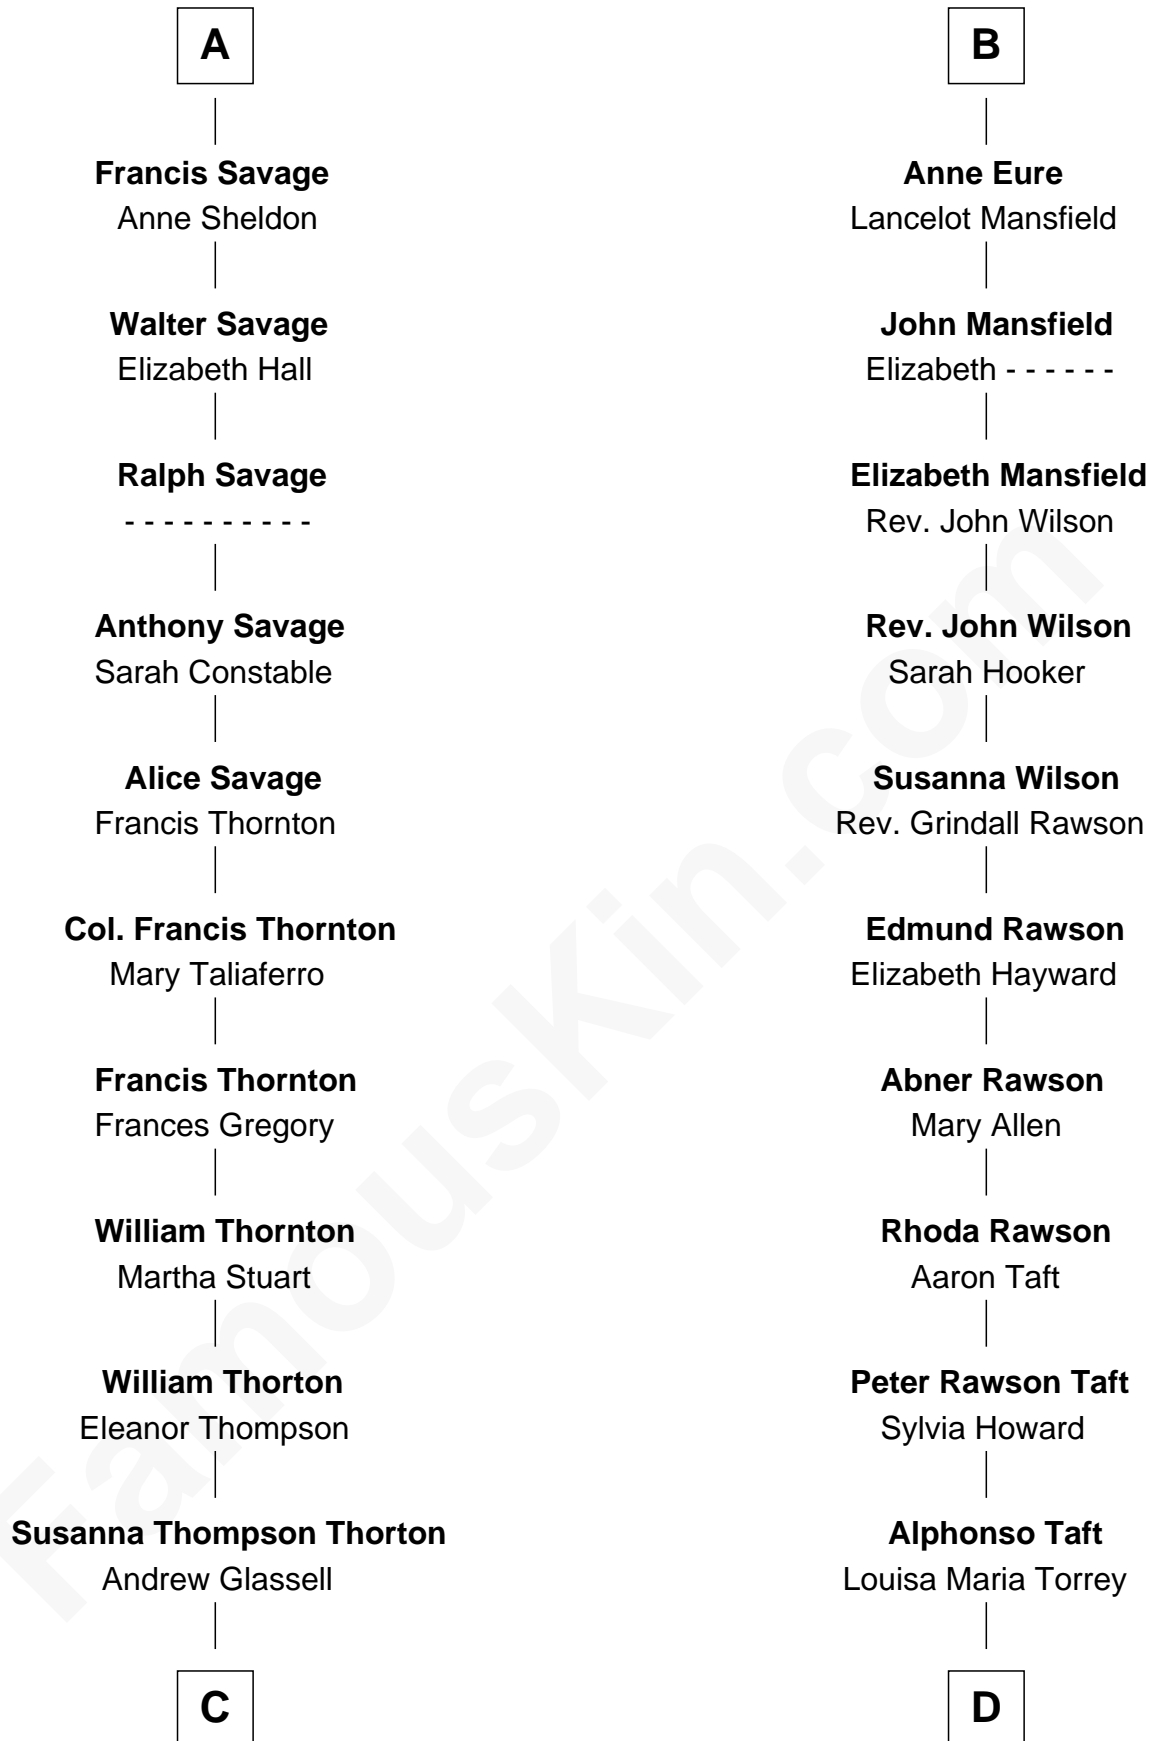 A
Francis Savage
Anne Sheldon
Walter Savage
Elizabeth Hall
Ralph Savage
- - - - - - - - - -
Anthony Savage
Sarah Constable
Alice Savage
Francis Thornton
Col. Francis Thornton
Mary Taliaferro
Francis Thornton
Frances Gregory
William Thornton
Martha Stuart
William Thorton
Eleanor Thompson
Susanna Thompson Thorton
Andrew Glassell
C
B
Anne Eure
Lancelot Mansfield
John Mansfield
Elizabeth - - - - - -
Elizabeth Mansfield
Rev. John Wilson
Rev. John Wilson
Sarah Hooker
Susanna Wilson
Rev. Grindall Rawson
Edmund Rawson
Elizabeth Hayward
Abner Rawson
Mary Allen
Rhoda Rawson
Aaron Taft
Peter Rawson Taft
Sylvia Howard
Alphonso Taft
Louisa Maria Torrey
D
FamousKin.com